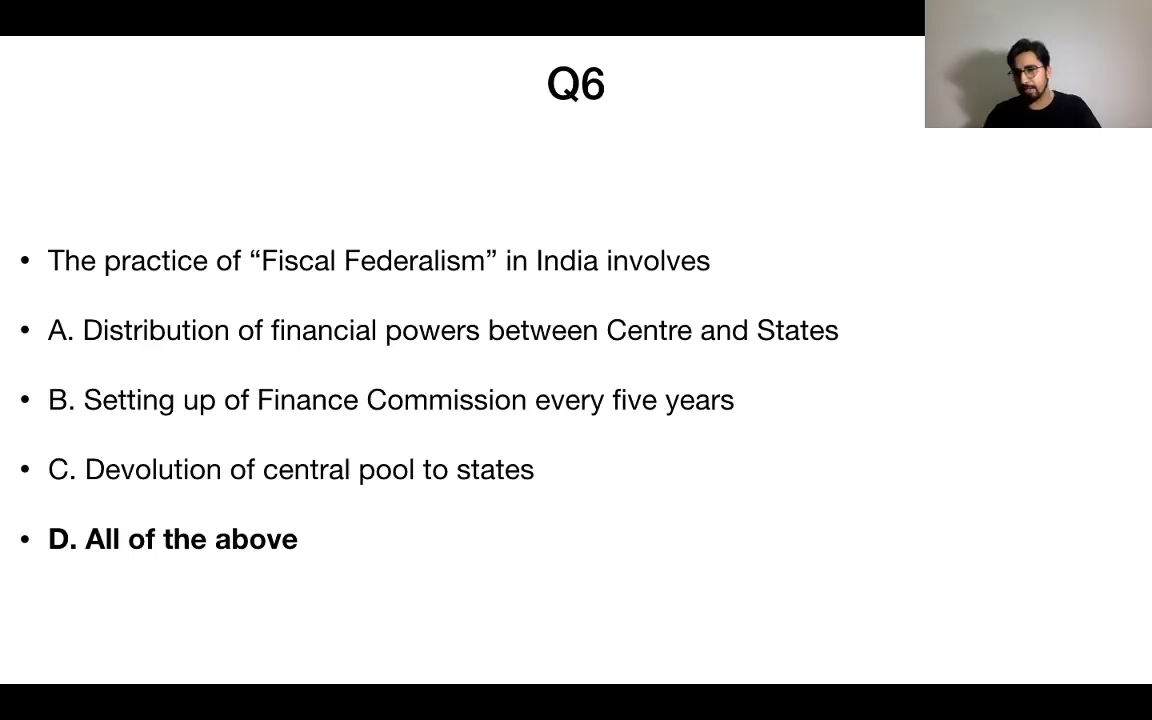 Q6
• The practice of “Fiscal Federalism” in India involves
• A. Distribution of financial powers between Centre and States
• B. Setting up of Finance Commission every five years
• C. Devolution of central pool to states
• D. All of the above